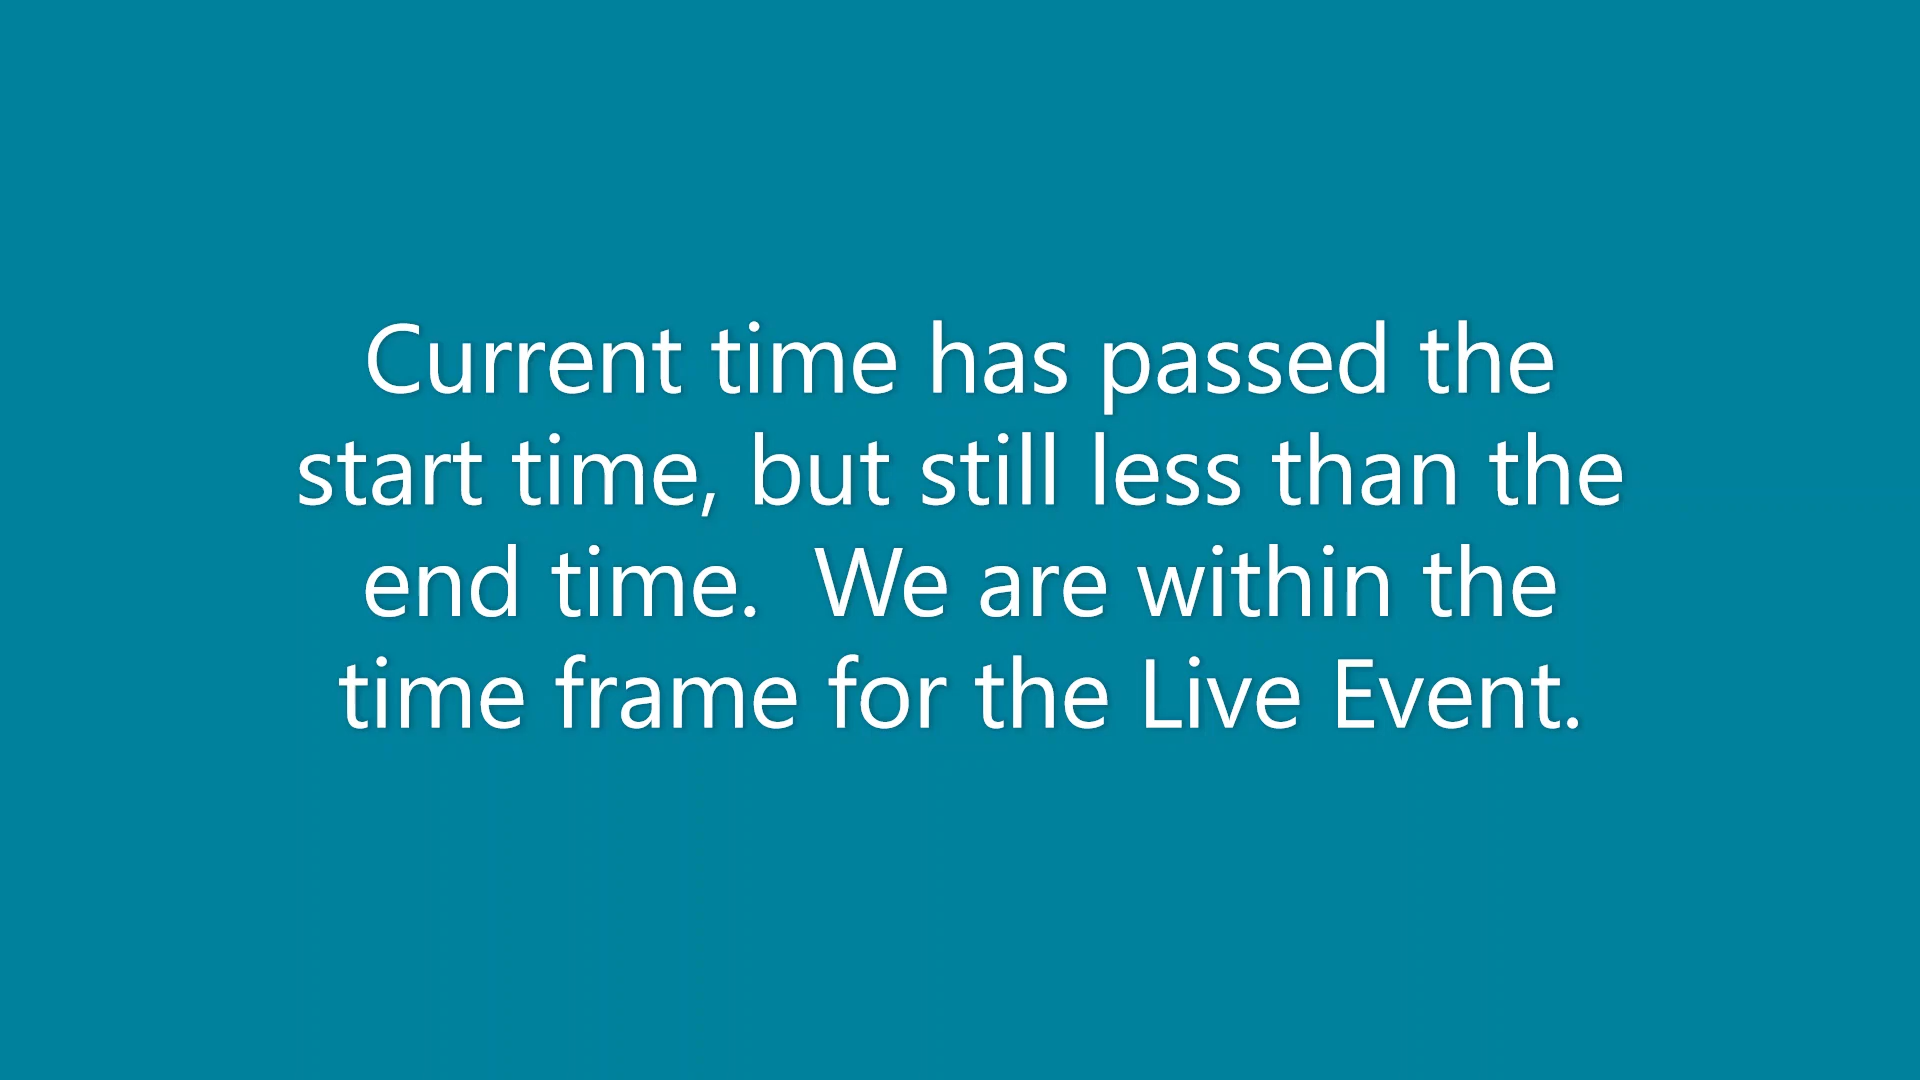 Current time has passed the
start time, but still less than the
end time.  We are within the
time frame for the Live Event.